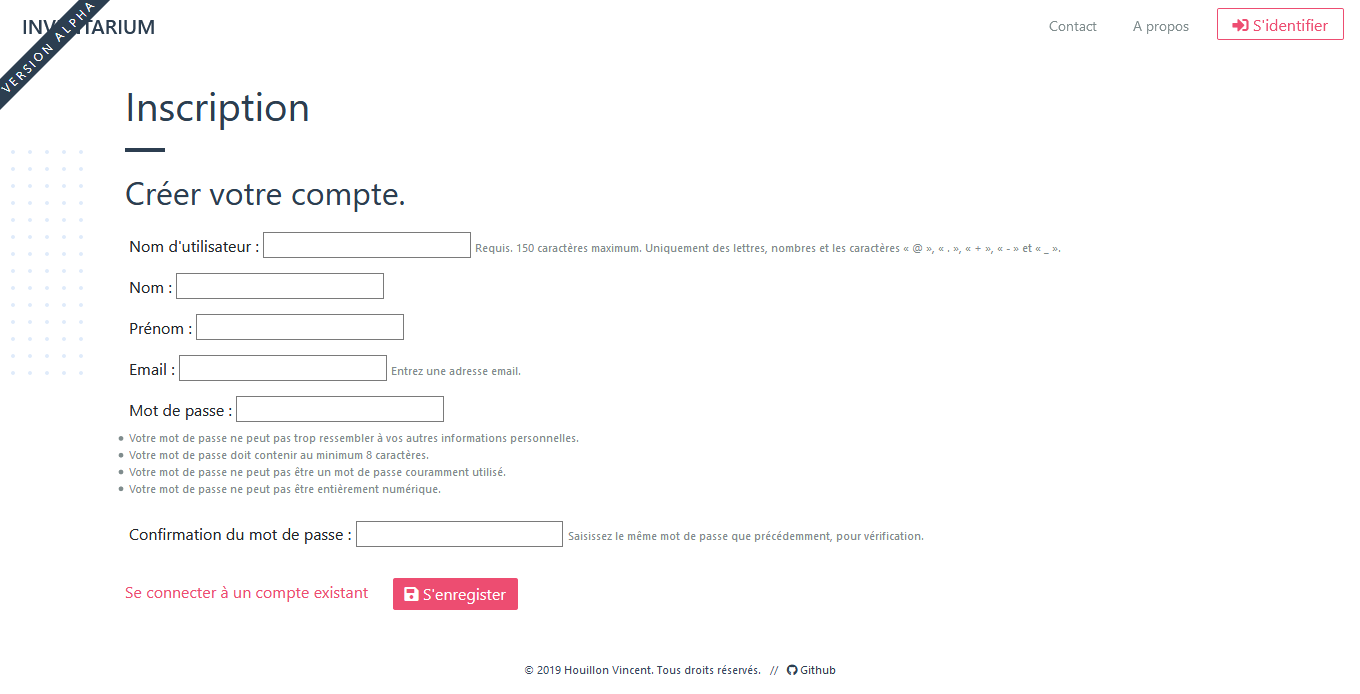 VERSION ALPHA
Contact
A propos
S'identifier
Inscription
Créer votre compte.
Nom d'utilisateur :
Requis. 150 caractères maximum. Uniquement des lettres, nombres et les caractères « @ », « . », « + », « - » et « _ ».
Nom :
Prénom :
Email :
Entrez une adresse email.
Mot de passe :
• Votre mot de passe ne peut pas trop ressembler à vos autres informations personnelles.
• Votre mot de passe doit contenir au minimum 8 caractères.
• Votre mot de passe ne peut pas être un mot de passe couramment utilisé.
• Votre mot de passe ne peut pas être entièrement numérique.
Confirmation du mot de passe :
Saisissez le même mot de passe que précédemment, pour vérification.
Se connecter à un compte existant
S'enregister
© 2019 Houillon Vincent. Tous droits réservés. // Github